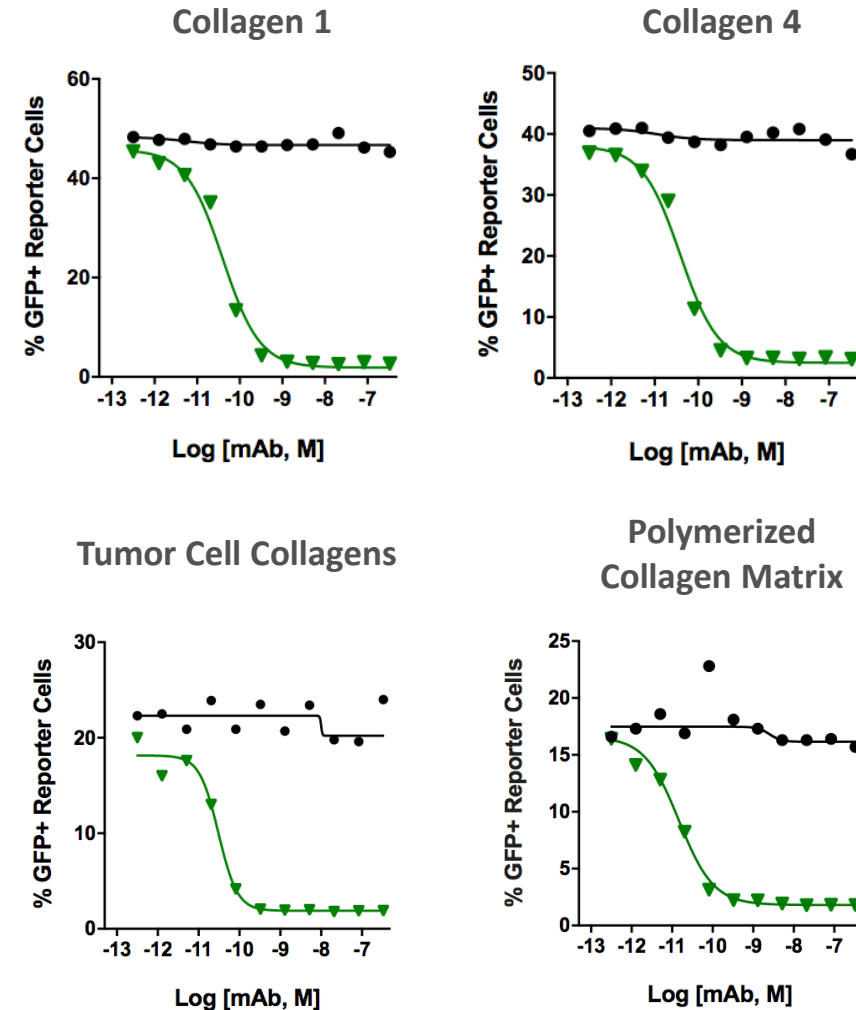 Collagen 1
% GFP+ Reporter Cells
60
40
20
0
-13 -12 -11 -10 -9 -8 -7
Log [mAb, M]
Collagen 4
% GFP+ Reporter Cells
50
40
30
20
10
0
-13 -12 -11 -10 -9 -8 -7
Log [mAb, M]
Tumor Cell Collagens
% GFP+ Reporter Cells
30
20
10
0
-13 -12 -11 -10 -9 -8 -7
Log [mAb, M]
Polymerized
Collagen Matrix
% GFP+ Reporter Cells
25
20
15
10
5
0
-13 -12 -11 -10 -9 -8 -7
Log [mAb, M]